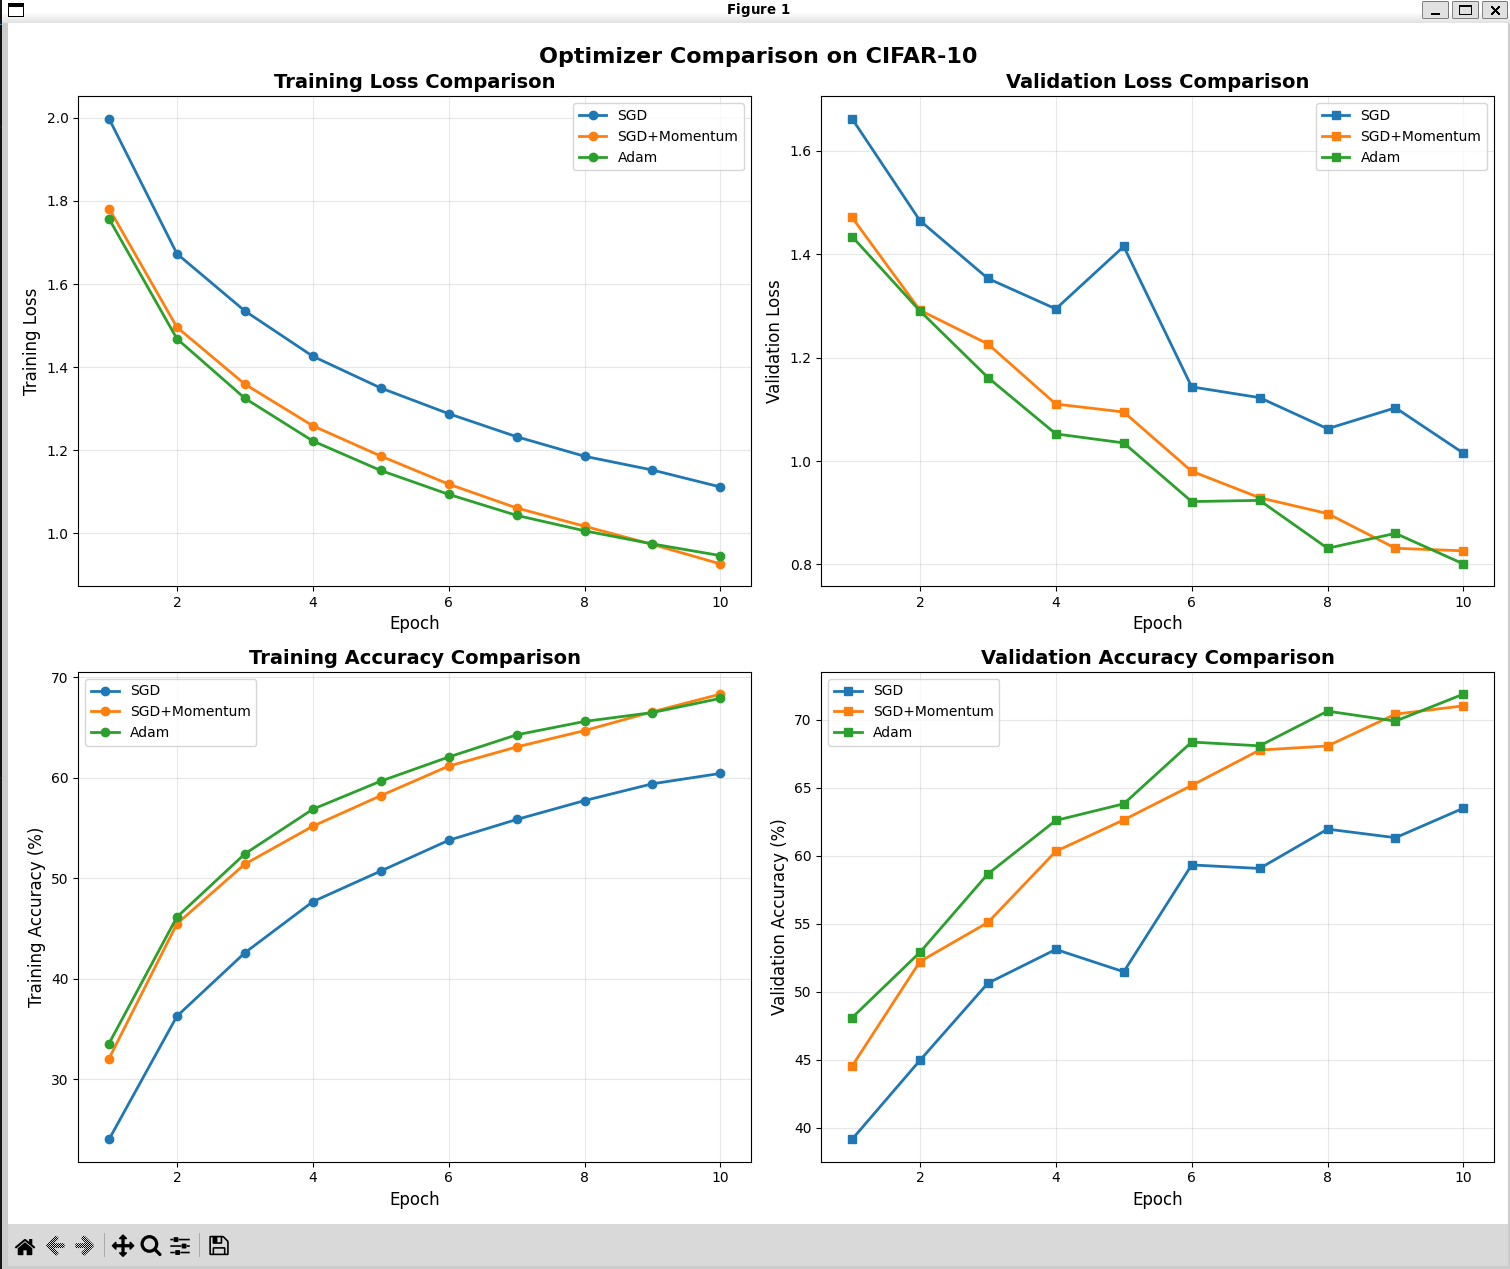 Figure 1
Optimizer Comparison on CIFAR-10
Training Loss Comparison
Training Loss
2.0
1.8
1.6
1.4
1.2
1.0
SGD
SGD+Momentum
Adam
2 4 6 8 10
Epoch
Validation Loss Comparison
Validation Loss
1.6
1.4
1.2
1.0
0.8
SGD
SGD+Momentum
Adam
2 4 6 8 10
Epoch
Training Accuracy Comparison
Training Accuracy (%)
70
60
50
40
30
SGD
SGD+Momentum
Adam
2 4 6 8 10
Epoch
Validation Accuracy Comparison
Validation Accuracy (%)
70
65
60
55
50
45
40
SGD
SGD+Momentum
Adam
2 4 6 8 10
Epoch